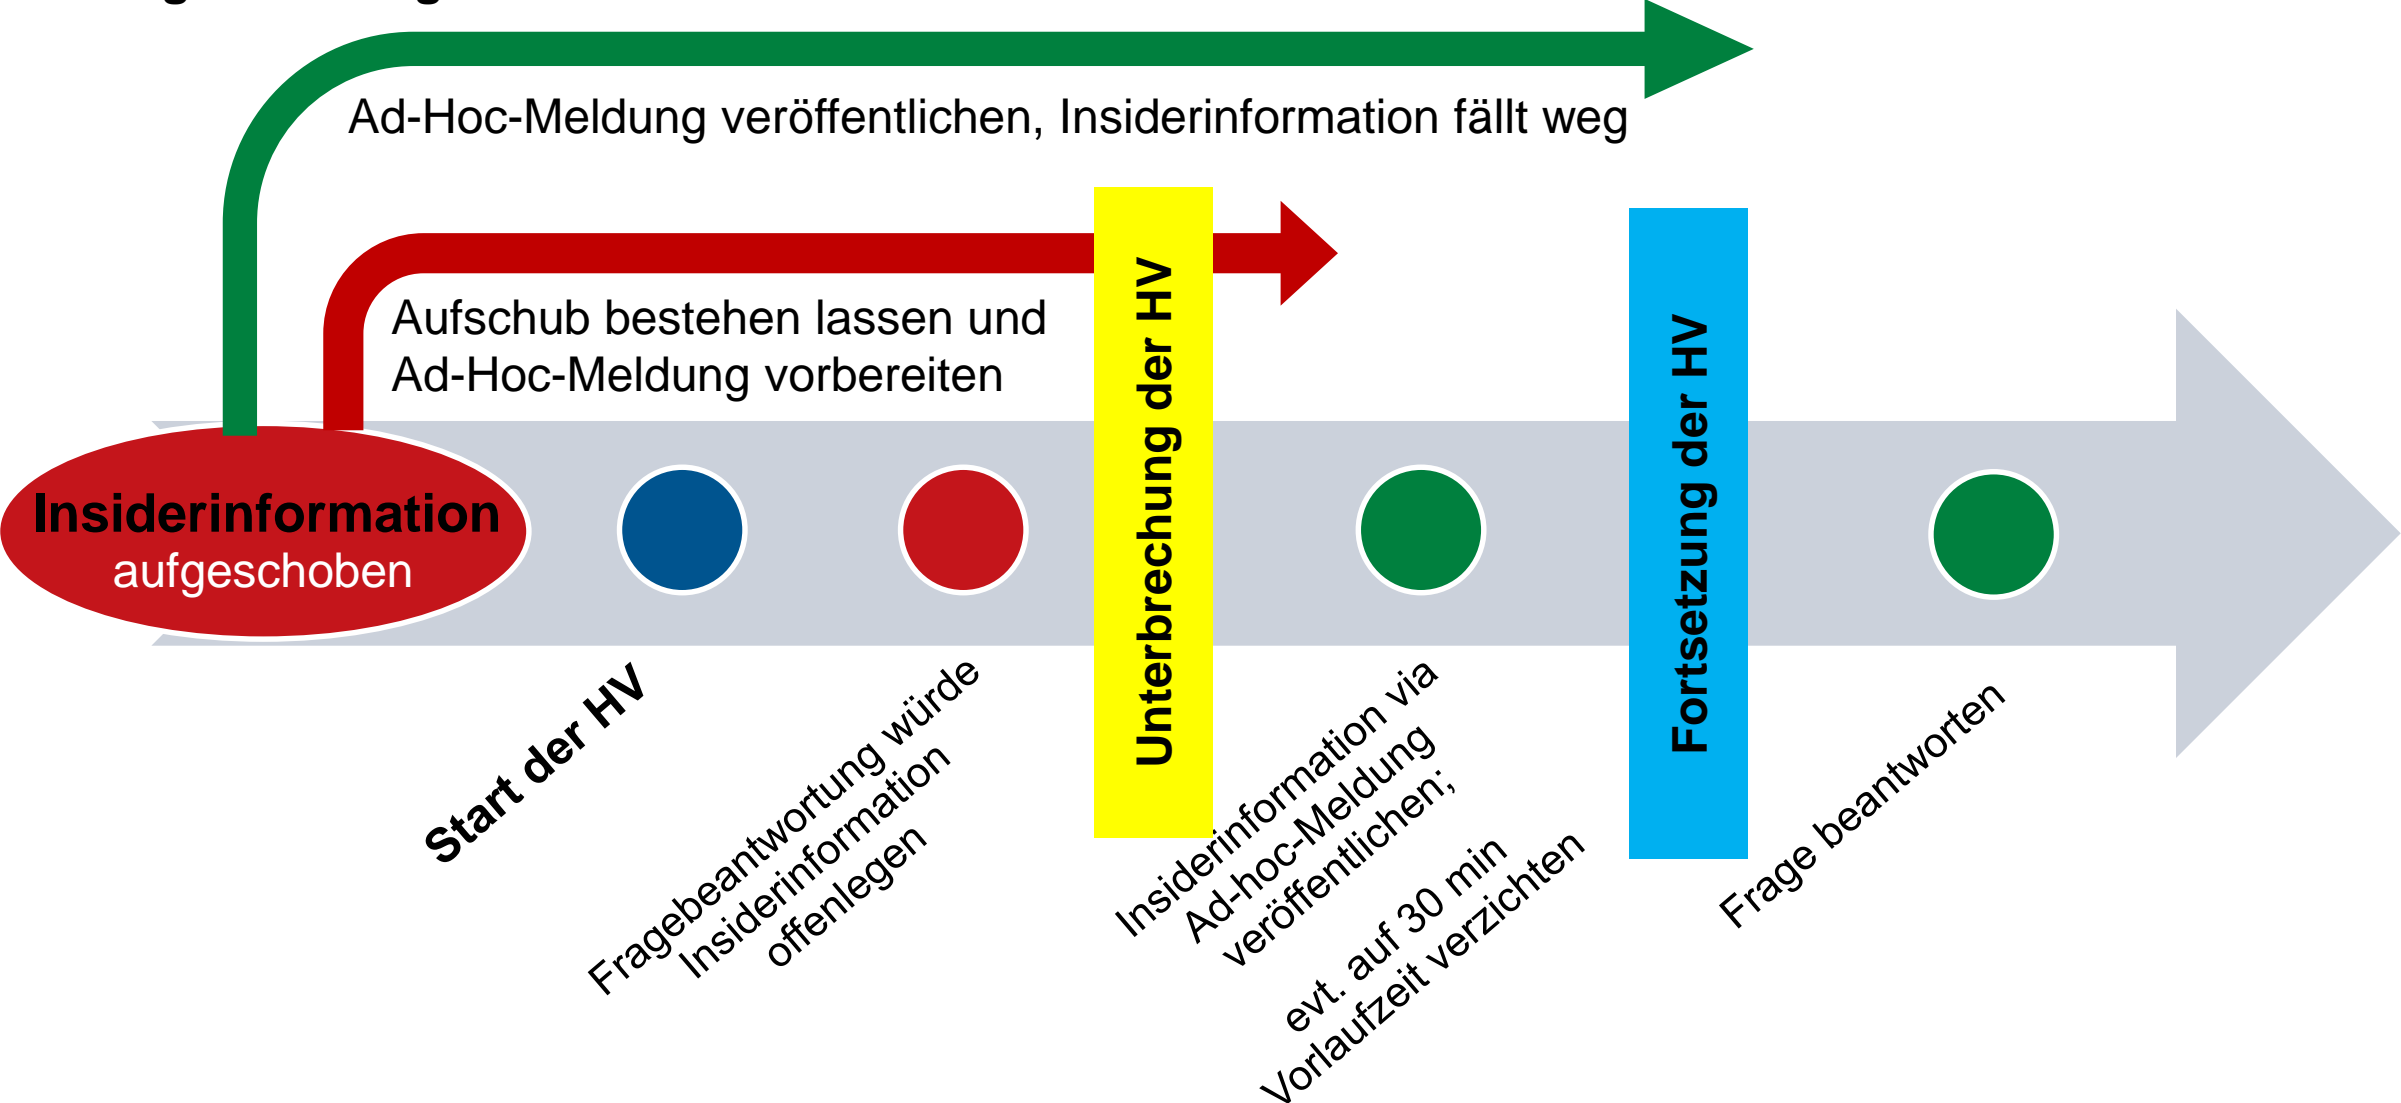 Ad-Hoc-Meldung veröffentlichen, Insiderinformation fällt weg
Aufschub bestehen lassen und
Ad-Hoc-Meldung vorbereiten
Insiderinformation
aufgeschoben
Unterbrechung der HV
Fortsetzung der HV
Start der HV
Fragebeantwortung würde
Insiderinformation
offenlegen
Insiderinformation via
Ad-hoc-Meldung
veröffentlichen;
evt. auf 30 min
Vorlaufzeit verzichten
Frage beantworten